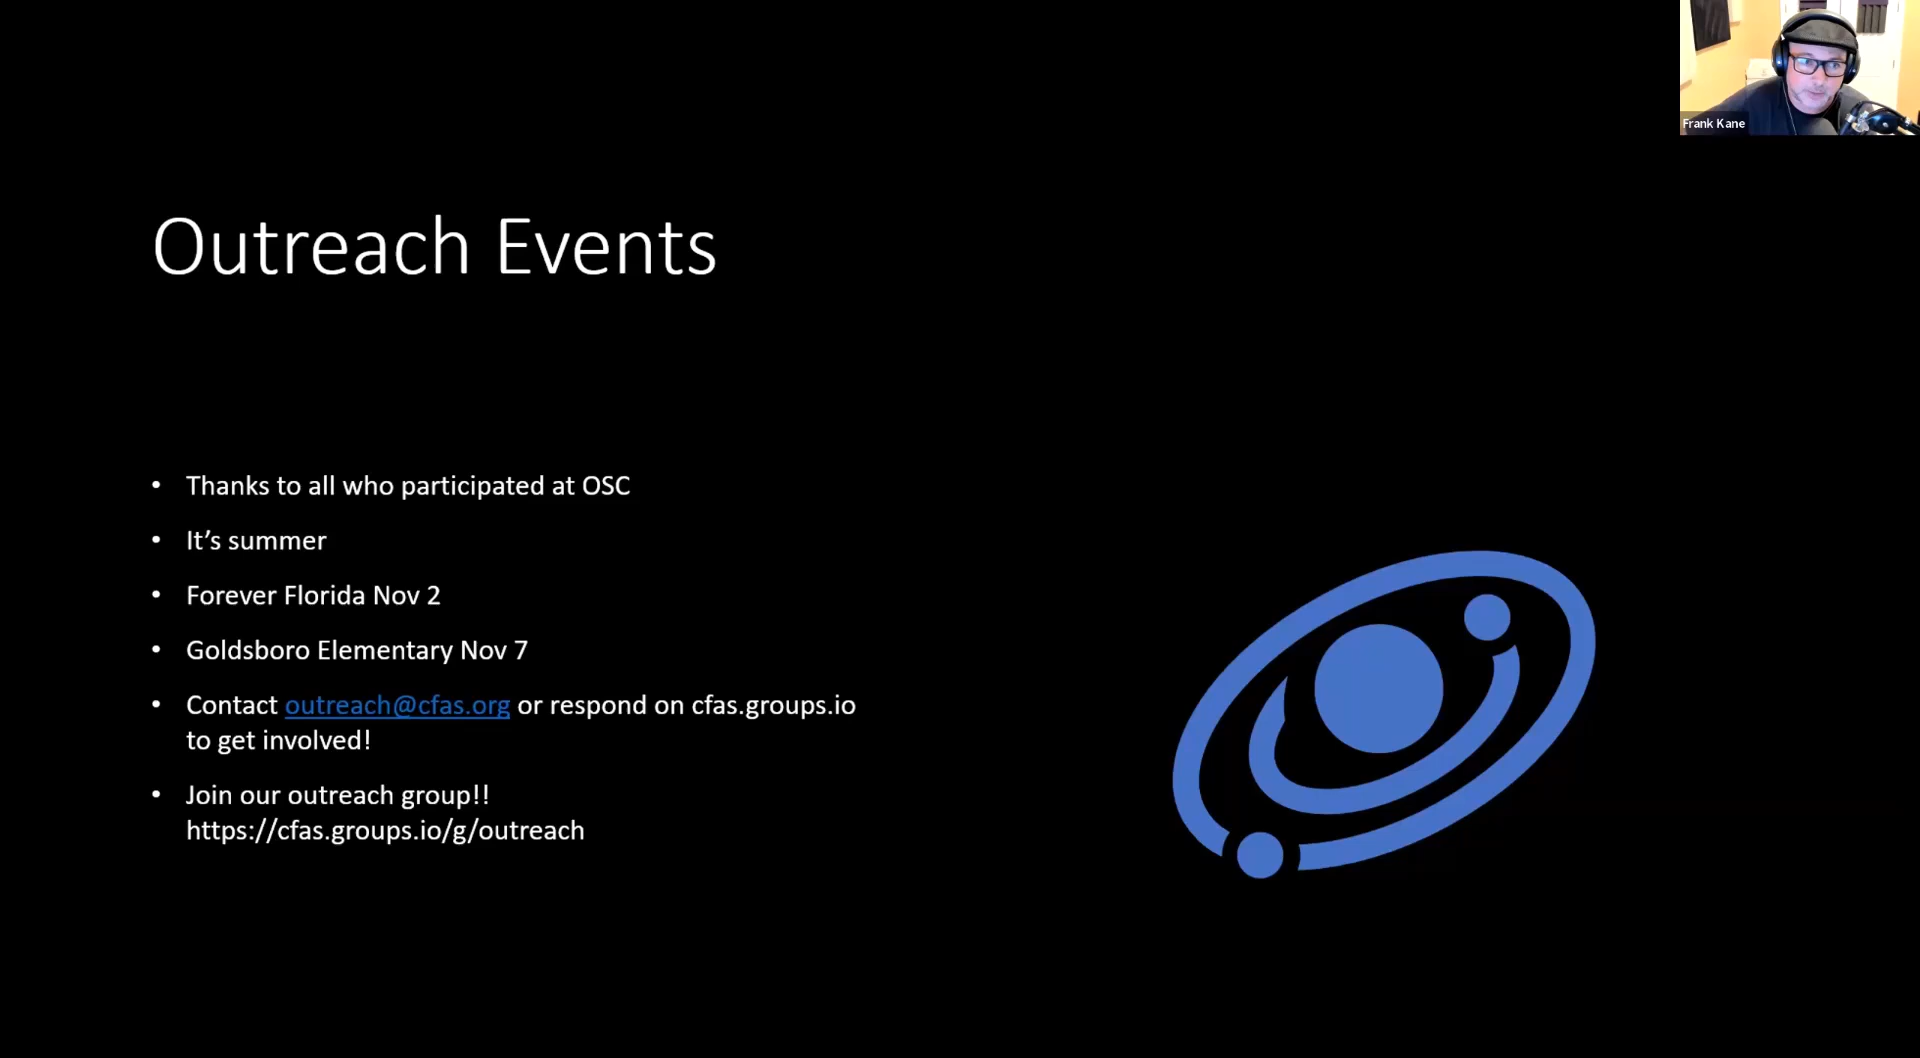 Frank Kane
Outreach Events
• Thanks to all who participated at OSC
• It’s summer
• Forever Florida Nov 2
• Goldsboro Elementary Nov 7
• Contact outreach@cfas.org or respond on cfas.groups.io
to get involved!
• Join our outreach group!!
https://cfas.groups.io/g/outreach